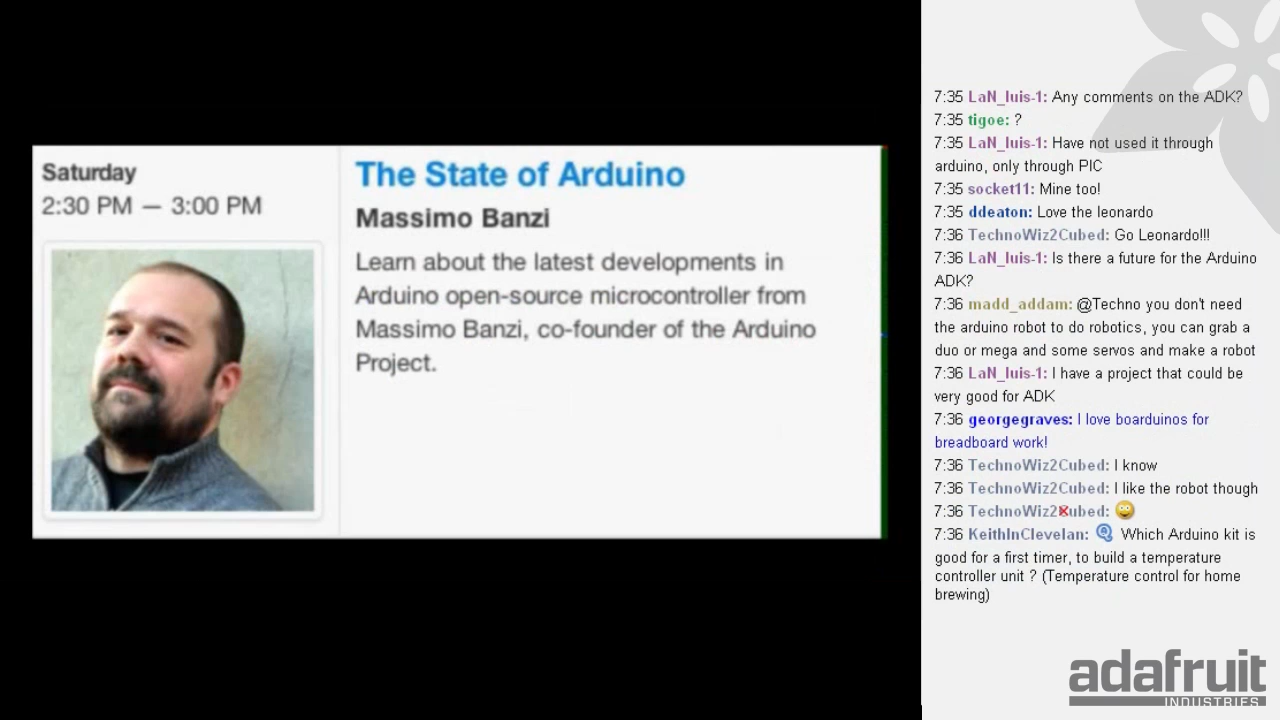 Saturday
2:30 PM — 3:00 PM
The State of Arduino
Massimo Banzi
Learn about the latest developments in
Arduino open-source microcontroller from
Massimo Banzi, co-founder of the Arduino
Project.
7:35 LaN_luis-1: Any comments on the ADK?
7:35 tigoe: ?
7:35 LaN_luis-1: Have not used it through
arduino, only through PIC
7:35 socket11: Mine too!
7:35 ddeaton: Love the leonardo
7:36 TechnoWiz2Cubed: Go Leonardo!!!
7:36 LaN_luis-1: Is there a future for the Arduino
ADK?
7:36 madd_addam: @Techno you don't need
the arduino robot to do robotics, you can grab a
duo or mega and some servos and make a robot
7:36 LaN_luis-1: I have a project that could be
very good for ADK
7:36 georgegraves: I love boarduinos for
breadboard work!
7:36 TechnoWiz2Cubed: I know
7:36 TechnoWiz2Cubed: I like the robot though
7:36 TechnoWiz2Cubed:
7:36 KeithInClevelan: Which Arduino kit is
good for a first timer, to build a temperature
controller unit ? (Temperature control for home
brewing)
adafruit
INDUSTRIES